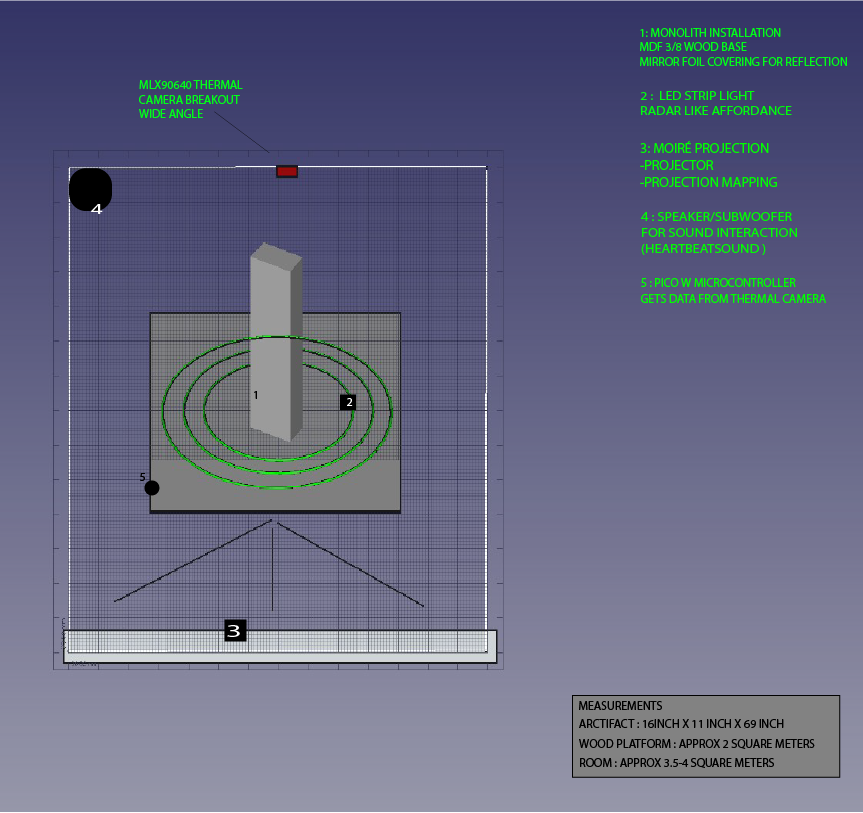 1: MONOLITH INSTALLATION
MDF 3/8 WOOD BASE
MIRROR FOIL COVERING FOR REFLECTION
MLX90640 THERMAL
CAMERA BREAKOUT
WIDE ANGLE
2 : LED STRIP LIGHT
RADAR LIKE AFFORDANCE
3: MOIRÉ PROJECTION
-PROJECTOR
-PROJECTION MAPPING
4 : SPEAKER/SUBWOOFER
FOR SOUND INTERACTION
(HEARTBEATSOUND )
5 : PICO W MICROCONTROLLER
GETS DATA FROM THERMAL CAMERA
4
1
2
5
3
MEASUREMENTS
ARCTIFACT : 16INCH X 11 INCH X 69 INCH
WOOD PLATFORM : APPROX 2 SQUARE METERS
ROOM : APPROX 3.5-4 SQUARE METERS